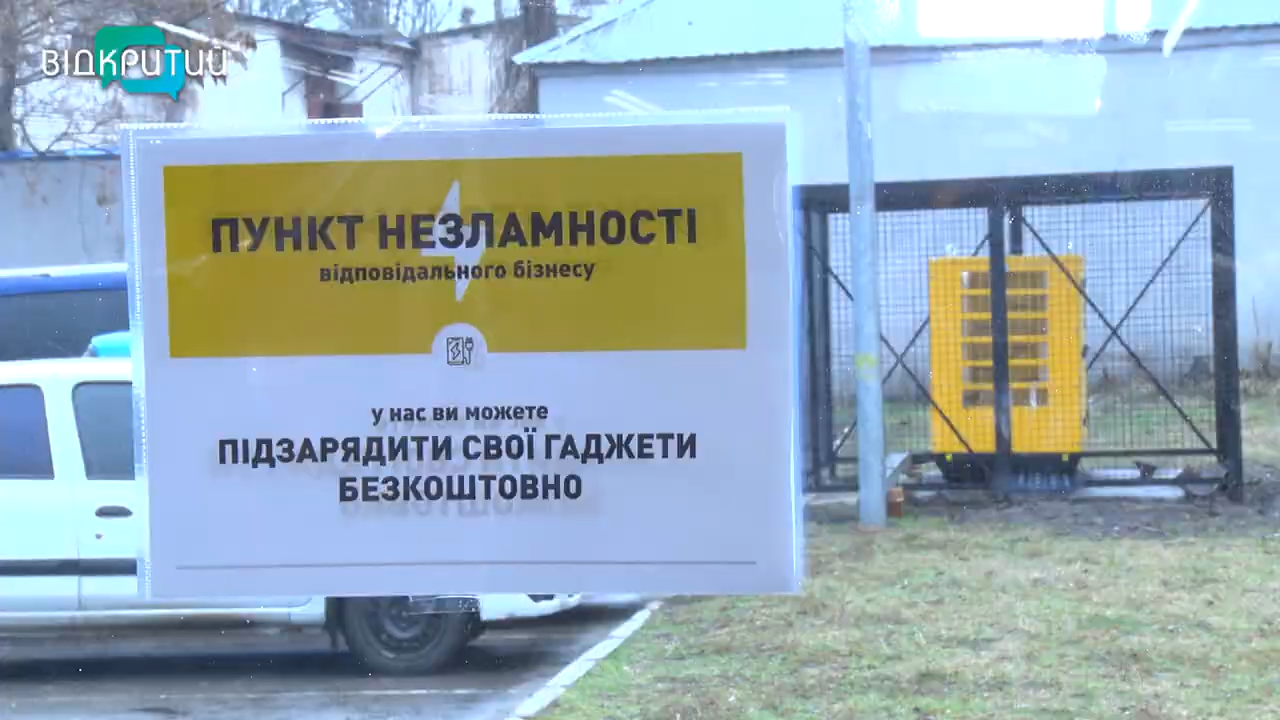 ВІДКРИТИЙ
ПУНКТ НЕЗЛАМНОСТІ
відповідального бізнесу
у нас ви можете
ПІДЗАРЯДИТИ СВОЇ ГАДЖЕТИ
БЕЗКОШТОВНО